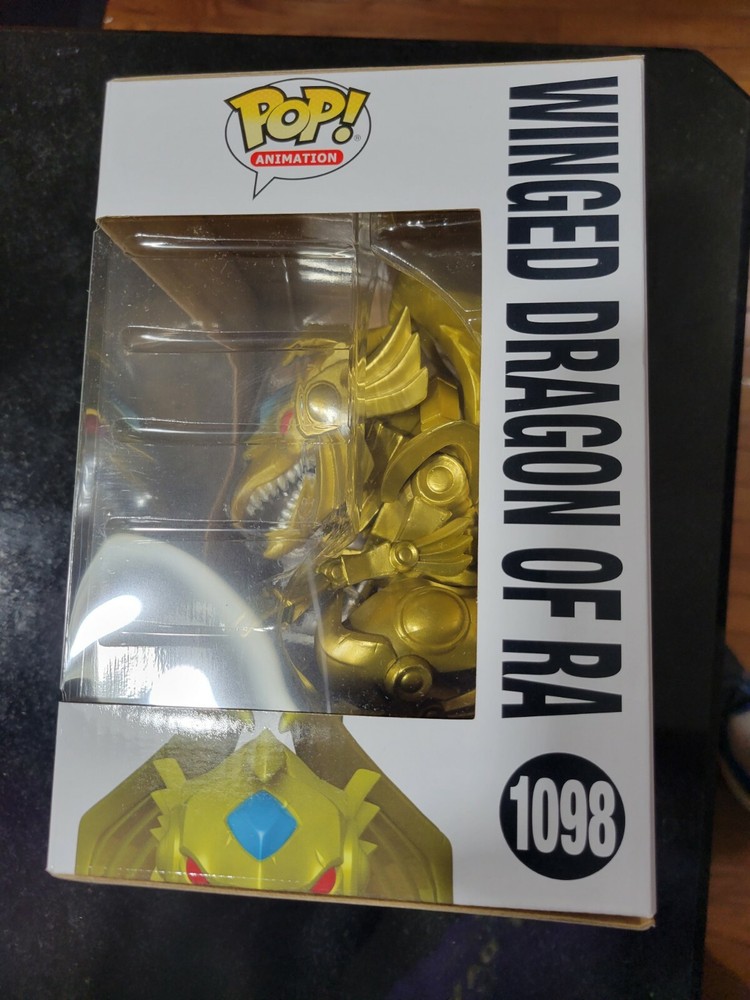 POP!
®
ANIMATION
WINGED DRAGON OF RA
1098